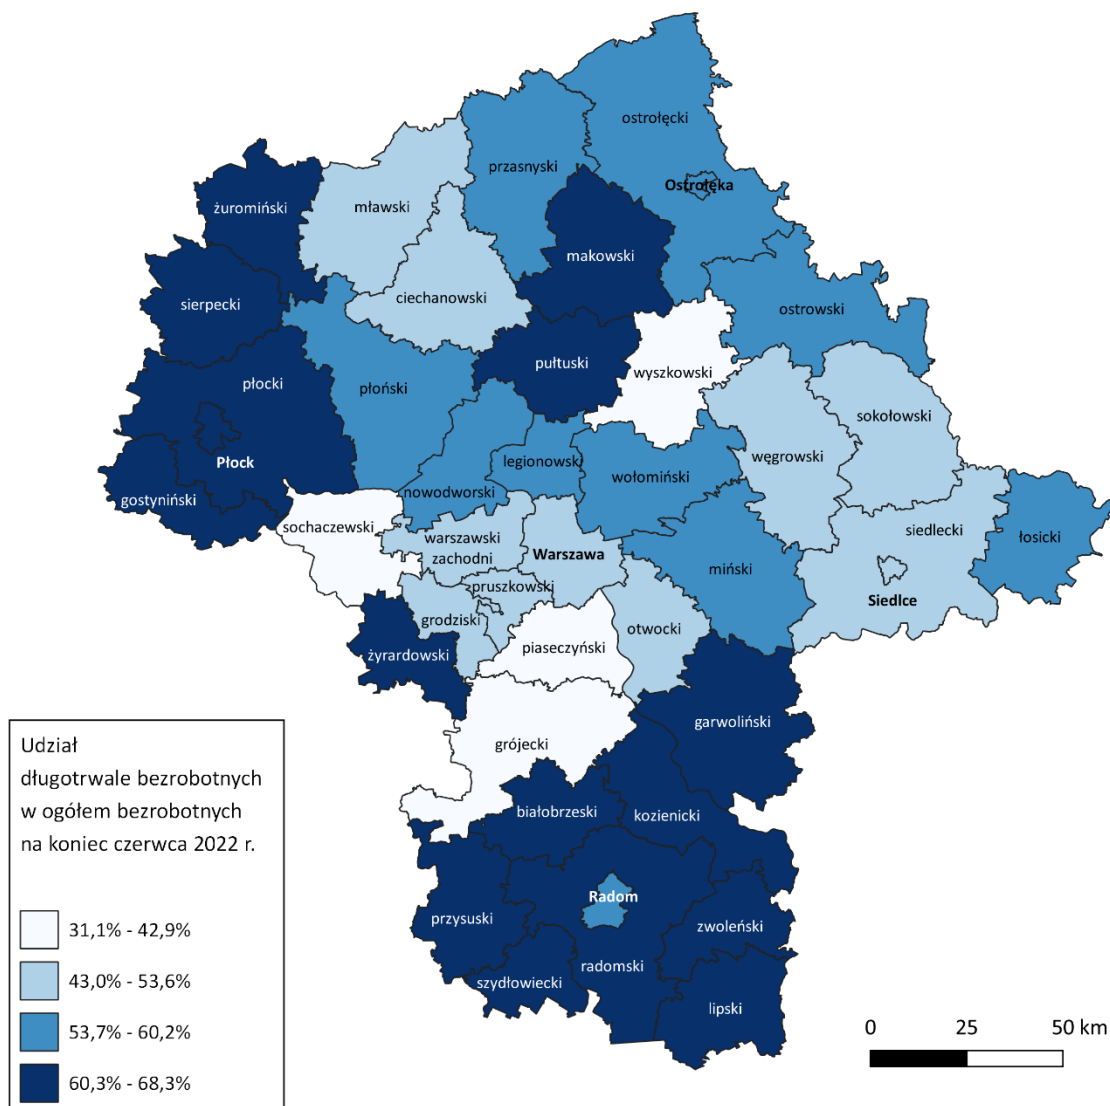 ostrołęcki
przasnyski
Ostrołęka
żuromiński
mławski
makowski
ciechanowski
sierpecki
ostrowski
pułtuski
wyszkowski
płocki
płoński
sokołowski
węgrowski
legionowski
wołomiński
Płock
nowodworski
gostyniński
sochaczewski
siedlecki
łosicki
warszawski
zachodni
Warszawa
miński
pruszkowski
Siedlce
grodziski
otwocki
piaseczyński
żyrardowski
garwoliński
grójecki
białobrzeski
kozienicki
Radom
przysuski
zwoleński
radomski
szydłowiecki
lipski
Udział
długotrwale bezrobotnych
w ogółem bezrobotnych
na koniec czerwca 2022 r.
31,1% - 42,9%
43,0% - 53,6%
53,7% - 60,2%
60,3% - 68,3%
0 25 50 km